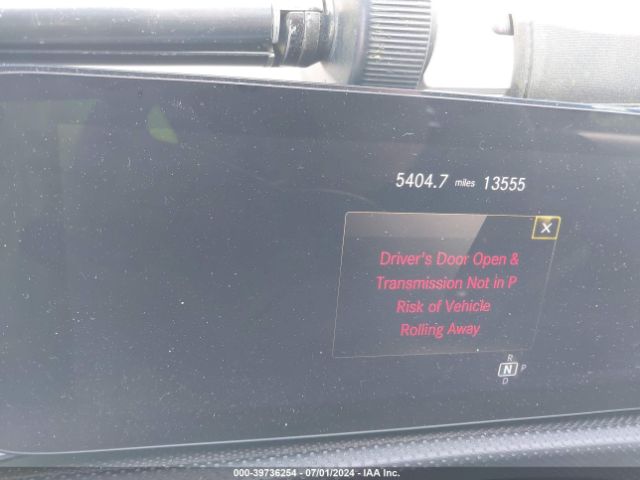 5404.7 miles 13555
X
Driver's Door Open &
Transmission Not in P
Risk of Vehicle
Rolling Away
R
N P
D
000-39736254 - 07/01/2024 - IAA Inc.